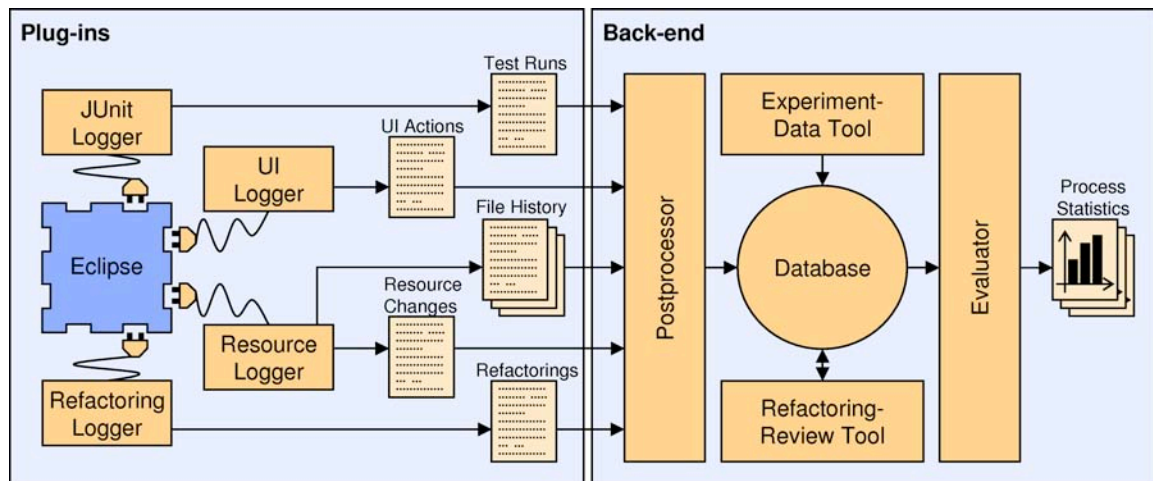 Plug-ins
Back-end
Test Runs
JUnit
Logger
UI Actions
Experiment-
Data Tool
UI
Logger
File History
Process
Statistics
Eclipse
Resource
Changes
Postprocessor
Database
Evaluator
Resource
Logger
Refactorings
Refactoring
Logger
Refactoring-
Review Tool